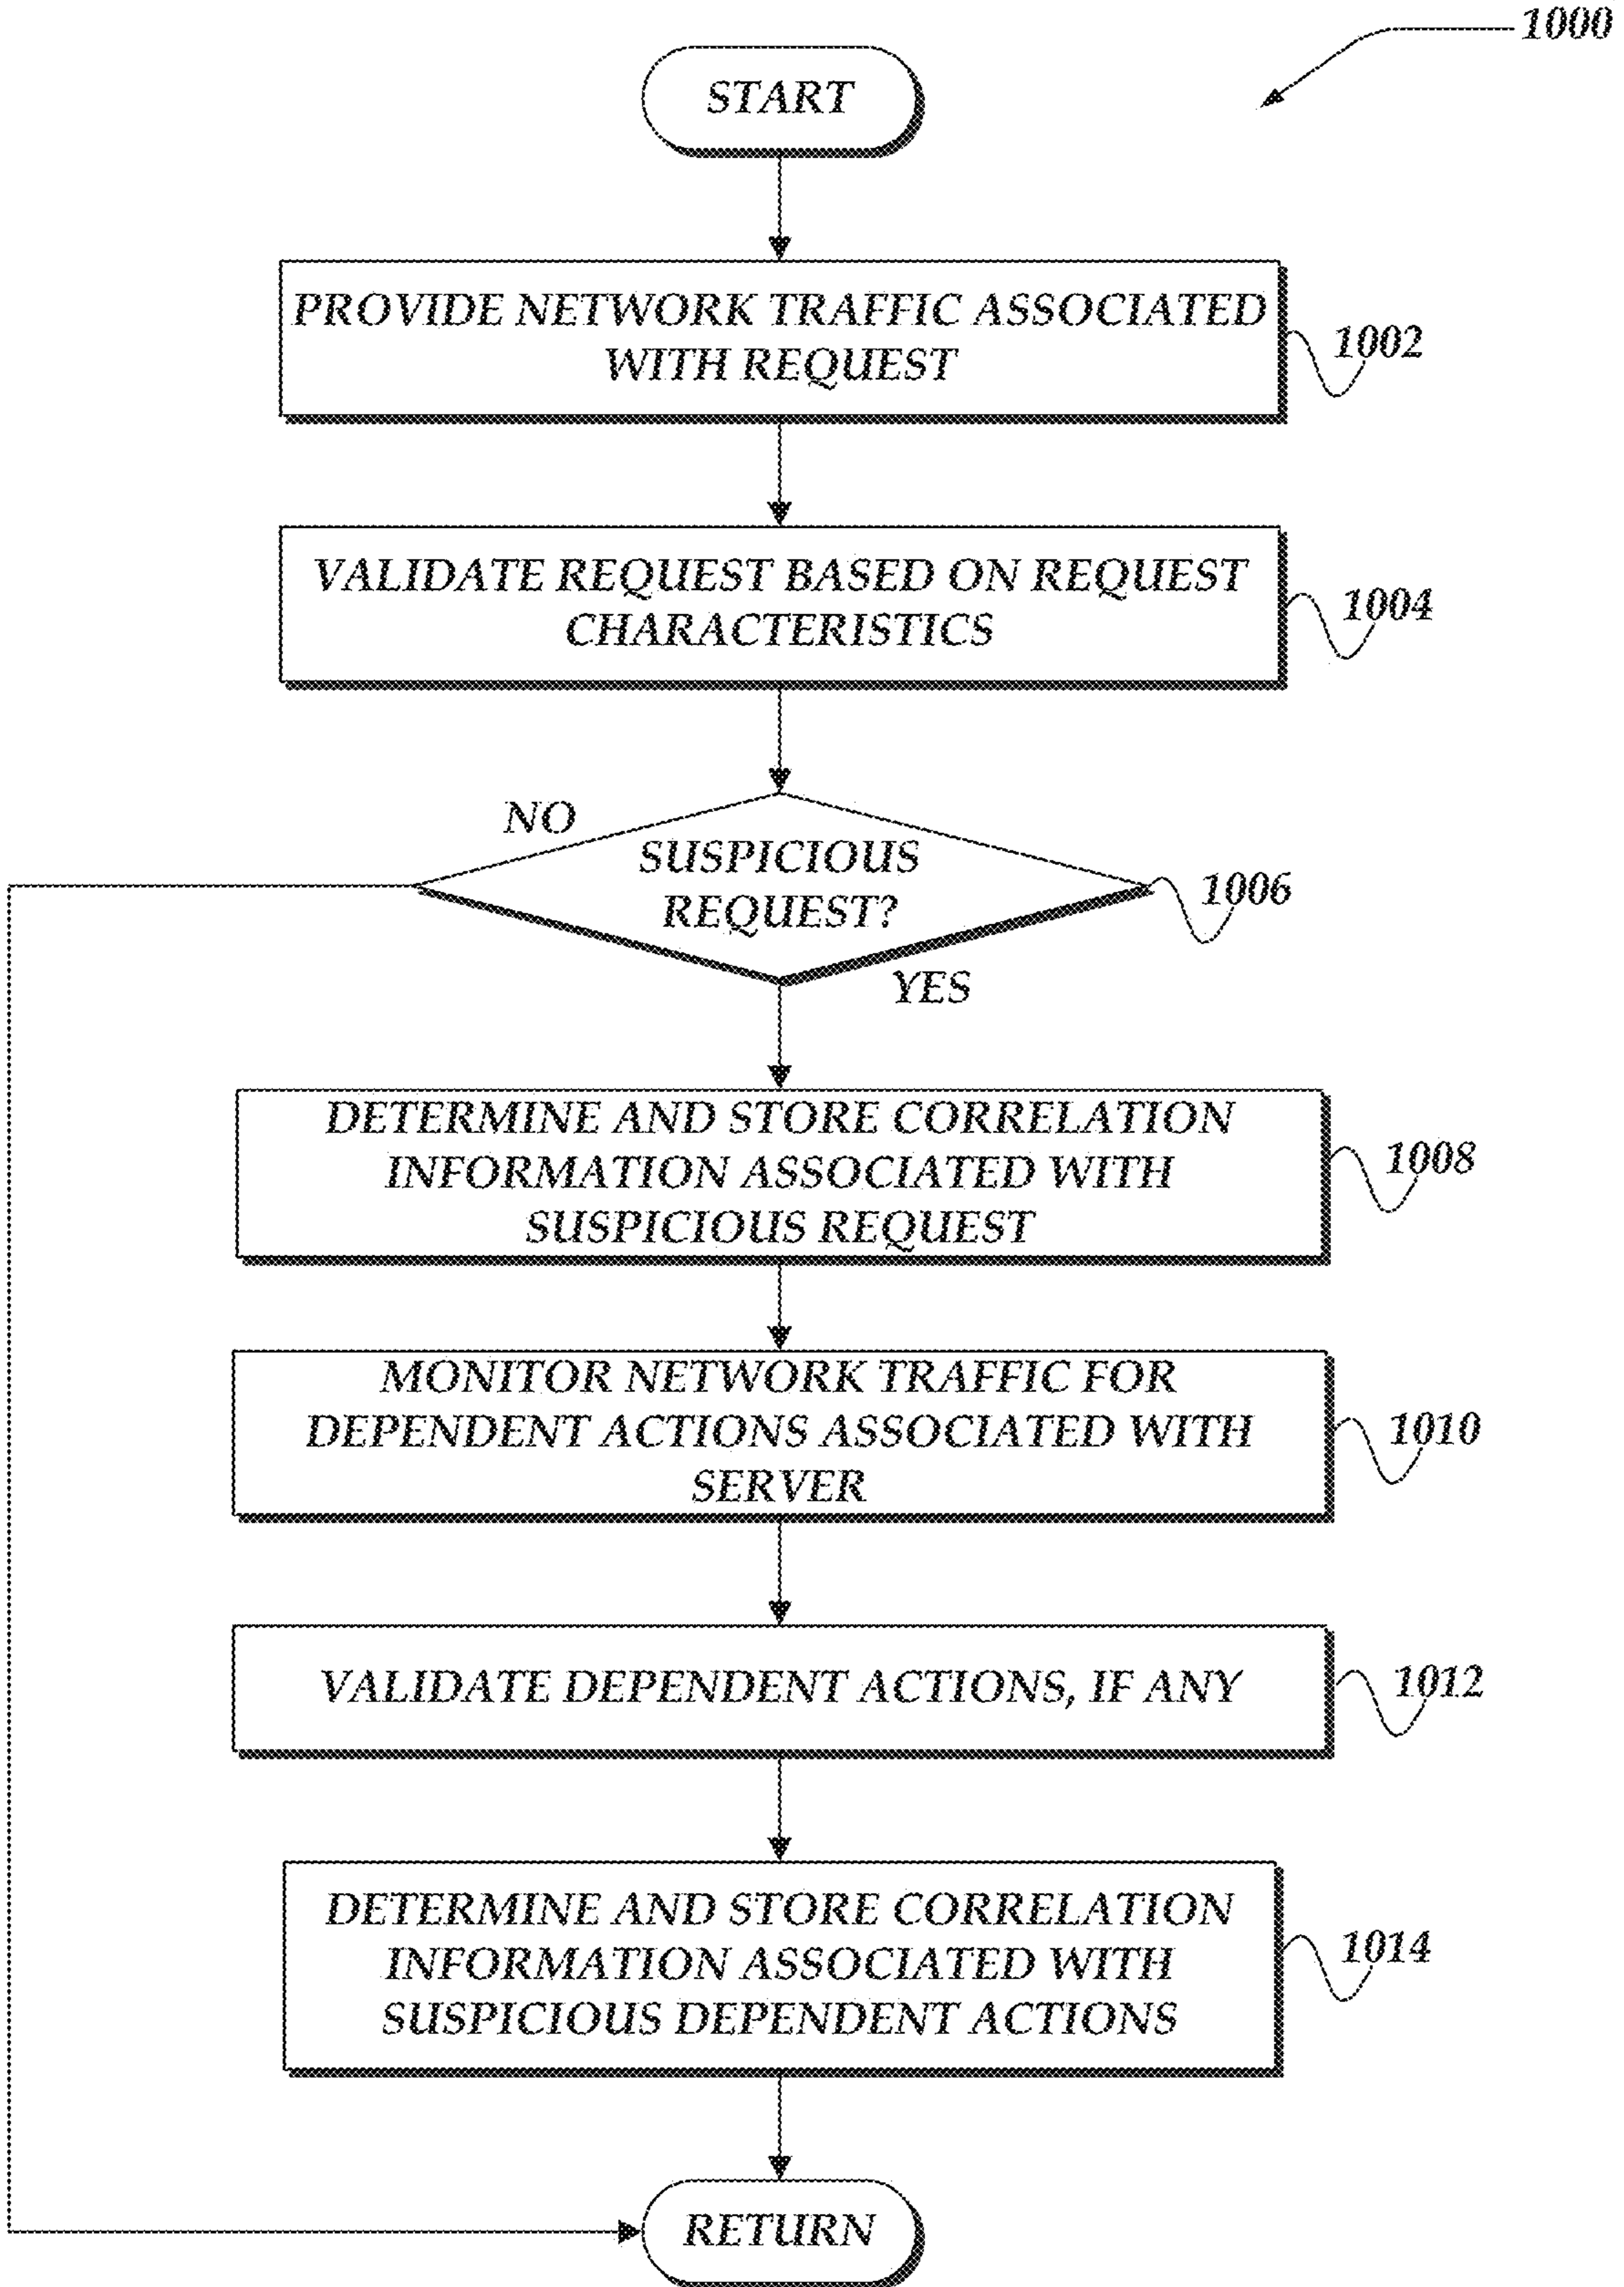 1000
START
PROVIDE NETWORK TRAFFIC ASSOCIATED
WITH REQUEST
1002
VALIDATE REQUEST BASED ON REQUEST
CHARACTERISTICS
1004
NO
SUSPICIOUS
REQUEST?
1006
YES
DETERMINE AND STORE CORRELATION
INFORMATION ASSOCIATED WITH
SUSPICIOUS REQUEST
1008
MONITOR NETWORK TRAFFIC FOR
DEPENDENT ACTIONS ASSOCIATED WITH
SERVER
1010
VALIDATE DEPENDENT ACTIONS, IF ANY
1012
DETERMINE AND STORE CORRELATION
INFORMATION ASSOCIATED WITH
SUSPICIOUS DEPENDENT ACTIONS
1014
RETURN